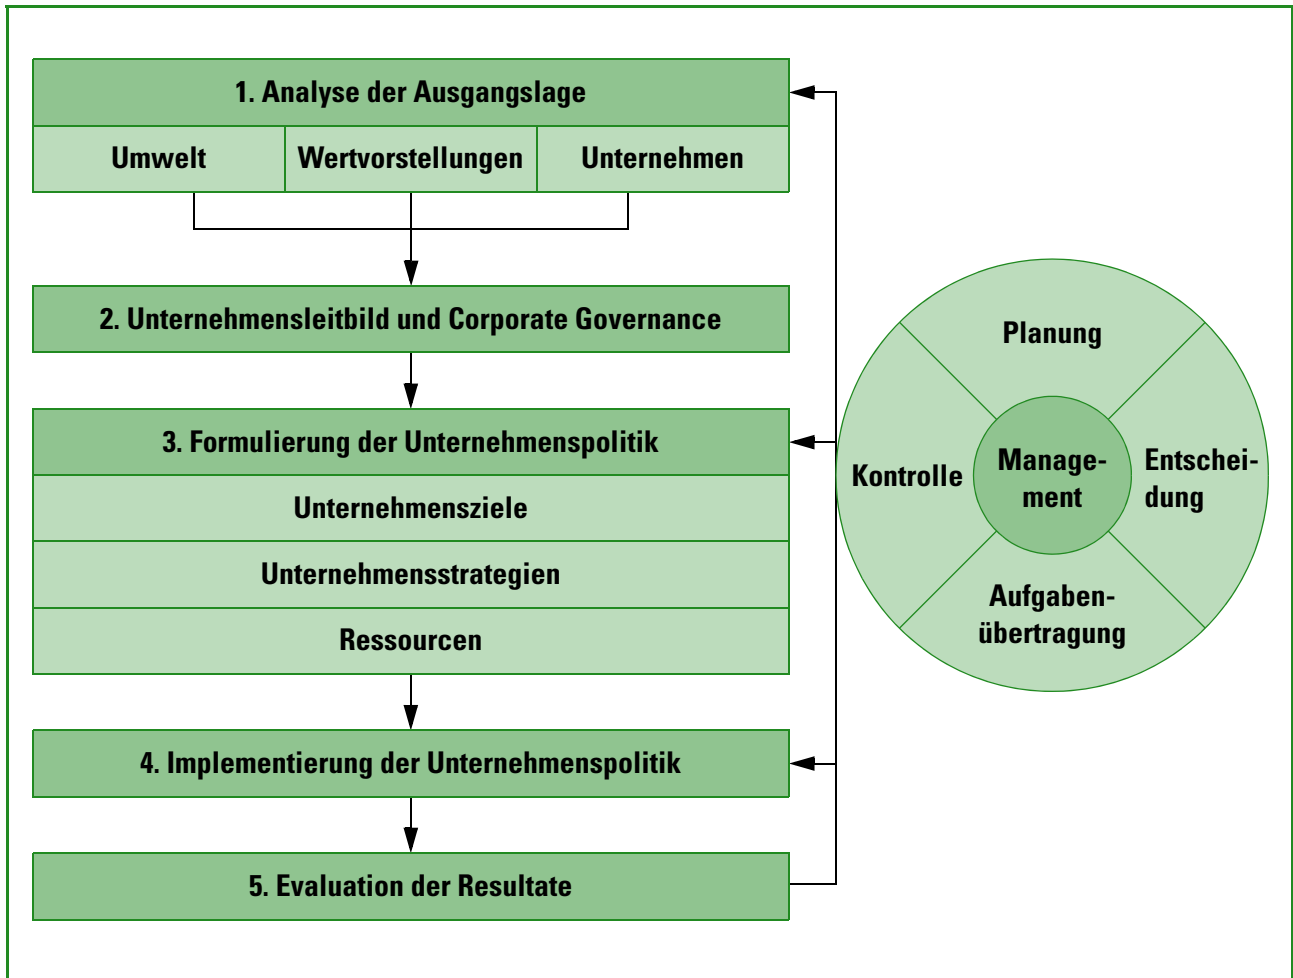 1. Analyse der Ausgangslage
Umwelt
Wertvorstellungen
Unternehmen
2. Unternehmensleitbild und Corporate Governance
3. Formulierung der Unternehmenspolitik
Unternehmensziele
Unternehmensstrategien
Ressourcen
4. Implementierung der Unternehmenspolitik
5. Evaluation der Resultate
Planung
Kontrolle
Manage-
ment
Entschei-
dung
Aufgaben-
übertragung